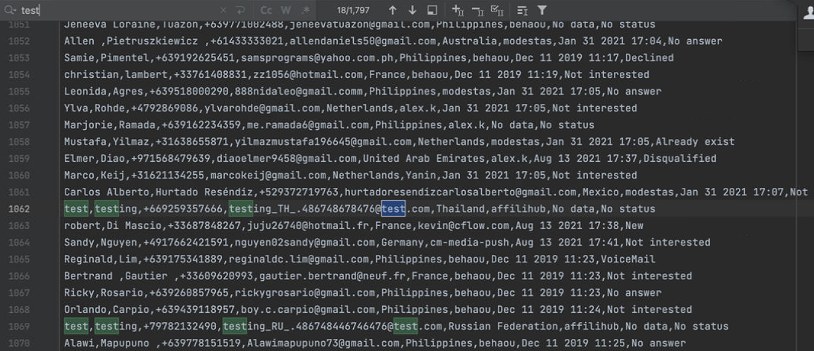 test Cc W .* 18/1,797
1051 Jeneeva Loraine,Tuazon,+639771002488,jeneevatuazon@gmail.com,Philippines,behaou,No data,No status
1052 Allen ,Pietruszkiewicz ,+61433333021,allendaniels50@gmail.com,Australia,modestas,Jan 31 2021 17:04,No answer
1053 Samie,Pimentel,+639192625451,samsprograms@yahoo.com.ph,Philippines,behaou,Dec 11 2019 11:17,Declined
1054 christian,lambert,+33761408831,zz1056@hotmail.com,France,behaou,Dec 11 2019 11:19,Not interested
1055 Leonida,Agres,+639518000290,888nidaleo@gmail.comm,Philippines,modestas,Jan 31 2021 17:05,No answer
1056 Ylva,Rohde,+4792869086,ylvarohde@gmail.com,Netherlands,alex.k,Jan 31 2021 17:05,Not interested
1057 Marjorie,Ramada,+639162234359,me.ramada6@gmail.com,Philippines,alex.k,No data,No status
1058 Mustafa,Yilmaz,+31638655871,yilmazmustafa196645@gmail.com,Netherlands,modestas,Jan 31 2021 17:05,Already exist
1059 Elmer,Diao,+971568479639,diaoelmer9458@gmail.com,United Arab Emirates,alex.k,Aug 13 2021 17:37,Disqualified
1060 Marco,Keij,+31621134255,marcokeij@gmail.com,Netherlands,Yanin,Jan 31 2021 17:05,Not interested
1061 Carlos Alberto,Hurtado Reséndiz,+529372719763,hurtadoresendizcarlosalberto@gmail.com,Mexico,modestas,Jan 31 2021 17:07,Not
1062 test,testing,+669259357666,testing_TH_.486748678476@test.com,Thailand,affilihub,No data,No status
1063 robert,Di Mascio,+33687848267,juju26740@hotmail.fr,France,kevin@cflow.com,Aug 13 2021 17:38,New
1064 Sandy,Nguyen,+4917662421591,nguyen02sandy@gmail.com,Germany,cm-media-push,Aug 13 2021 17:41,Not interested
1065 Reginald,Lim,+639175341889,reginaldc.lim@gmail.com,Philippines,behaou,Dec 11 2019 11:23,VoiceMail
1066 Bertrand ,Gautier ,+33609620993,gautier.bertrand@neuf.fr,France,behaou,Dec 11 2019 11:23,Not interested
1067 Ricky,Rosario,+639260857965,rickygrosario@gmail.com,Philippines,behaou,Dec 11 2019 11:23,No answer
1068 Orlando,Carpio,+639439118957,boy.c.carpio@gmail.com,Philippines,behaou,Dec 11 2019 11:24,Not interested
1069 test,testing,+79782132490,testing_RU_.486748446746476@test.com,Russian Federation,affilihub,No data,No status
1070 Alawi,Mapupuno ,+639778151519,Alawimapupuno73@gmail.com,Philippines,behaou,Dec 11 2019 11:25,No answer